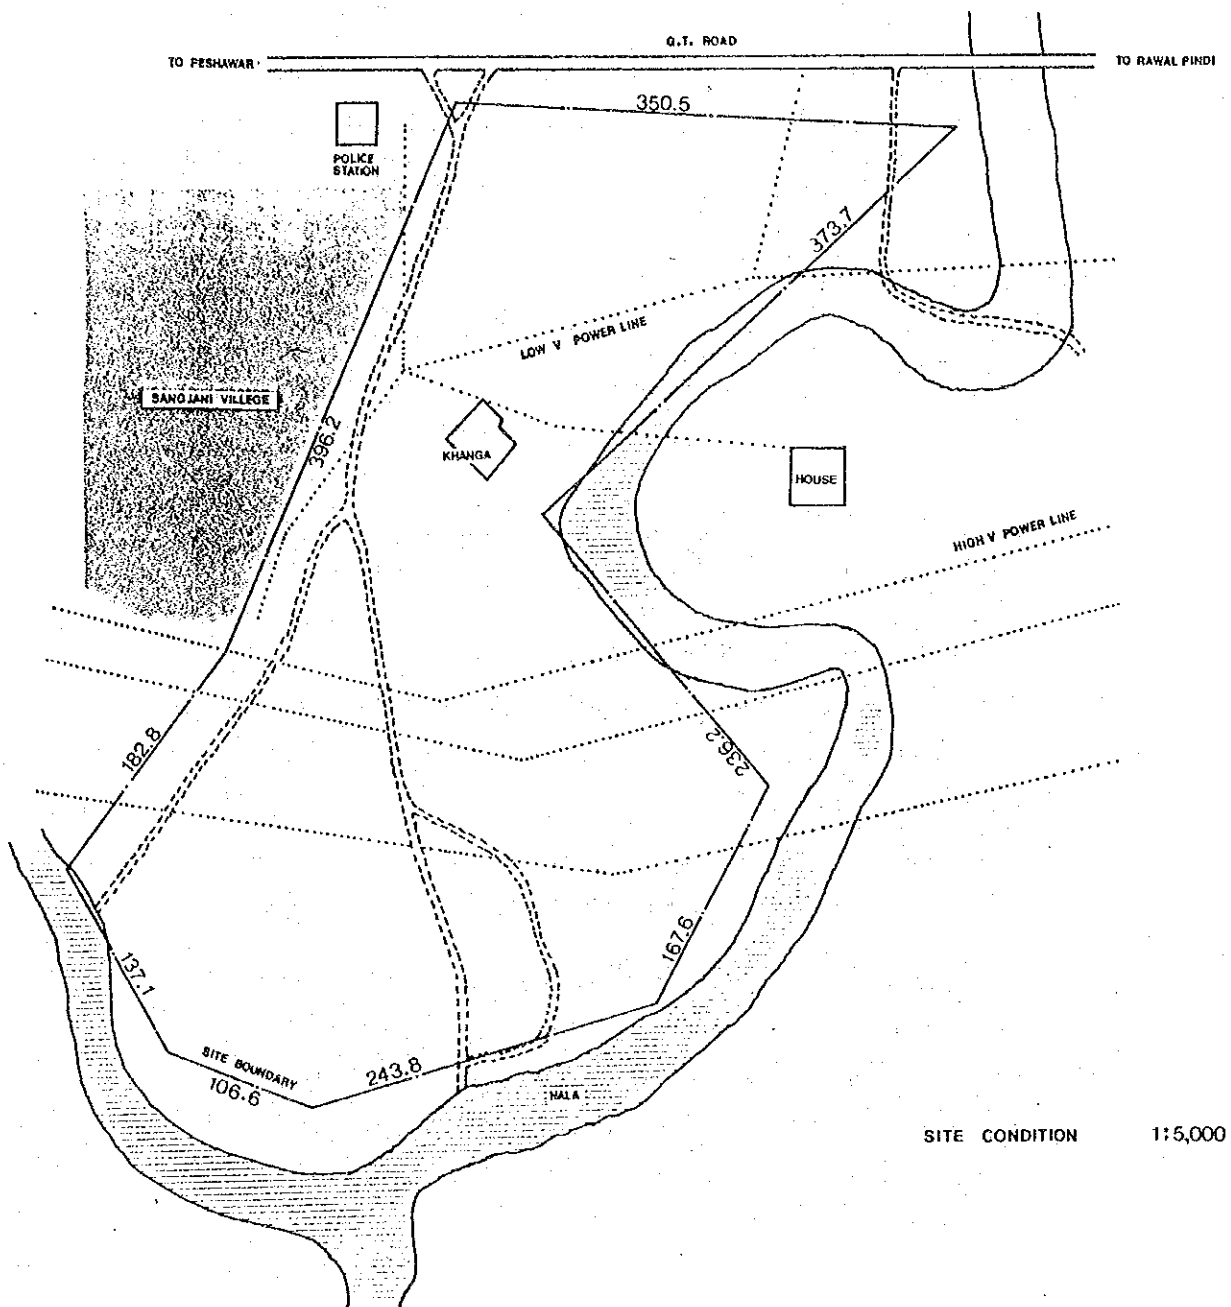 G.T. ROAD
TO PESHAWAR
TO RAWAL PINDI
350.5
POLICE
STATION
373.7
LOW V POWER LINE
SANGJANI VILLEGE
396.2
KHANGA
HOUSE
HIGH V POWER LINE
182.8
236.2
167.6
137.1
SITE BOUNDARY
106.6
243.8
NALA
SITE CONDITION 1:5,000